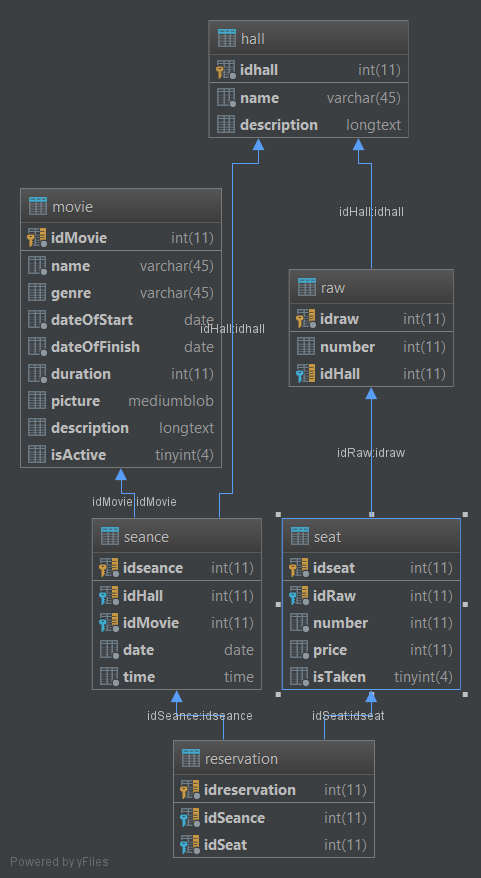 hall
idhall int(11)
name varchar(45)
description longtext
idHall:idhall
movie
idMovie int(11)
name varchar(45)
genre varchar(45)
dateOfStart date
dateOfFinish date
duration int(11)
picture mediumblob
description longtext
isActive tinyint(4)
idHall:idhall
raw
idraw int(11)
number int(11)
idHall int(11)
idRaw:idraw
idMovie:idMovie
seance
idseance int(11)
idHall int(11)
idMovie int(11)
date date
time time
seat
idseat int(11)
idRaw int(11)
number int(11)
price int(11)
isTaken tinyint(4)
idSeance:idseance
idSeat:idseat
reservation
idreservation int(11)
idSeance int(11)
idSeat int(11)
Powered by yFiles